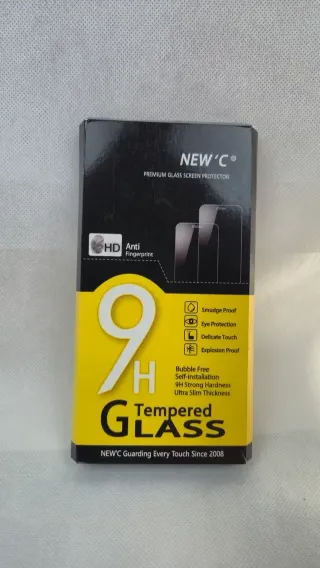 NEW'C®
PREMIUM GLASS SCREEN PROTECTOR
HD Anti
Fingerprint
9H
Smudge Proof
Eye Protection
Delicate Touch
Explosion Proof
Bubble Free
Self-installation
9H Strong Hardness
Ultra Slim Thickness
Tempered
GLASS
NEW'C Guarding Every Touch Since 2008